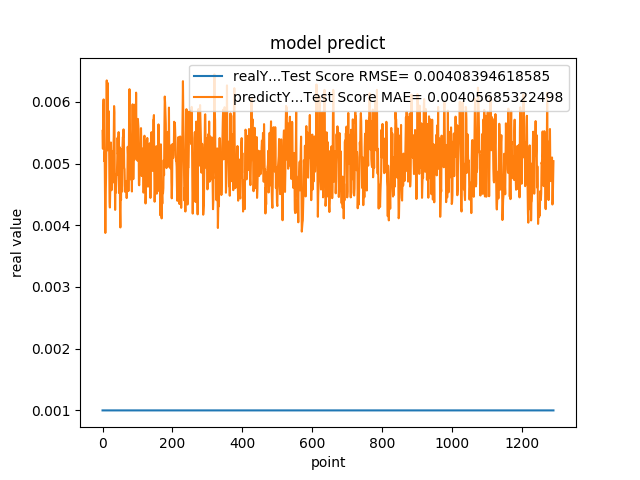 model predict
realY...Test Score RMSE= 0.00408394618585
predictY...Test Score MAE= 0.00405685322498
0.006
0.005
0.004
0.003
0.002
0.001
real value
0 200 400 600 800 1000 1200
point